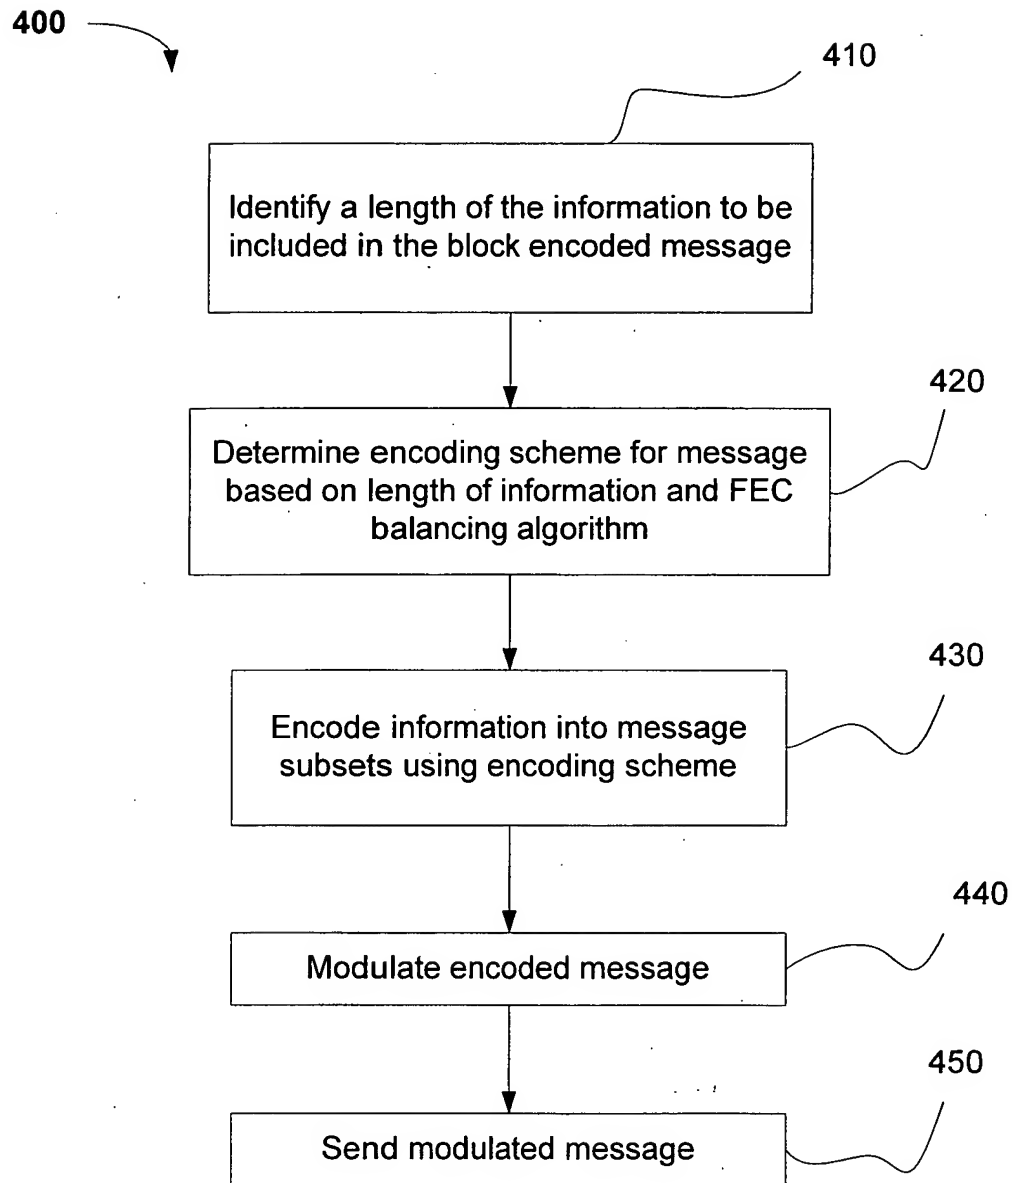 400
410
Identify a length of the information to be
included in the block encoded message
420
Determine encoding scheme for message
based on length of information and FEC
balancing algorithm
430
Encode information into message
subsets using encoding scheme
440
Modulate encoded message
450
Send modulated message